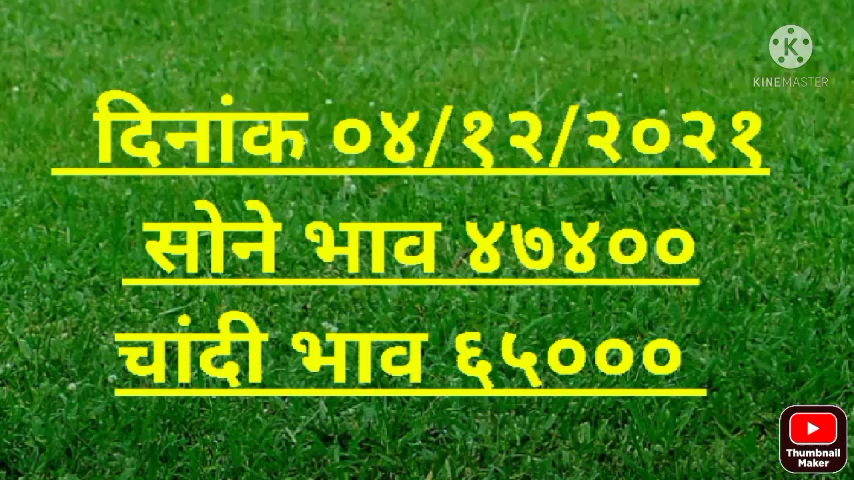 दिनांक ०४/१२/२०२१
सोने भाव ४७४००
चांदी भाव ६५०००
K
KINEMASTER
Thumbnail
Maker